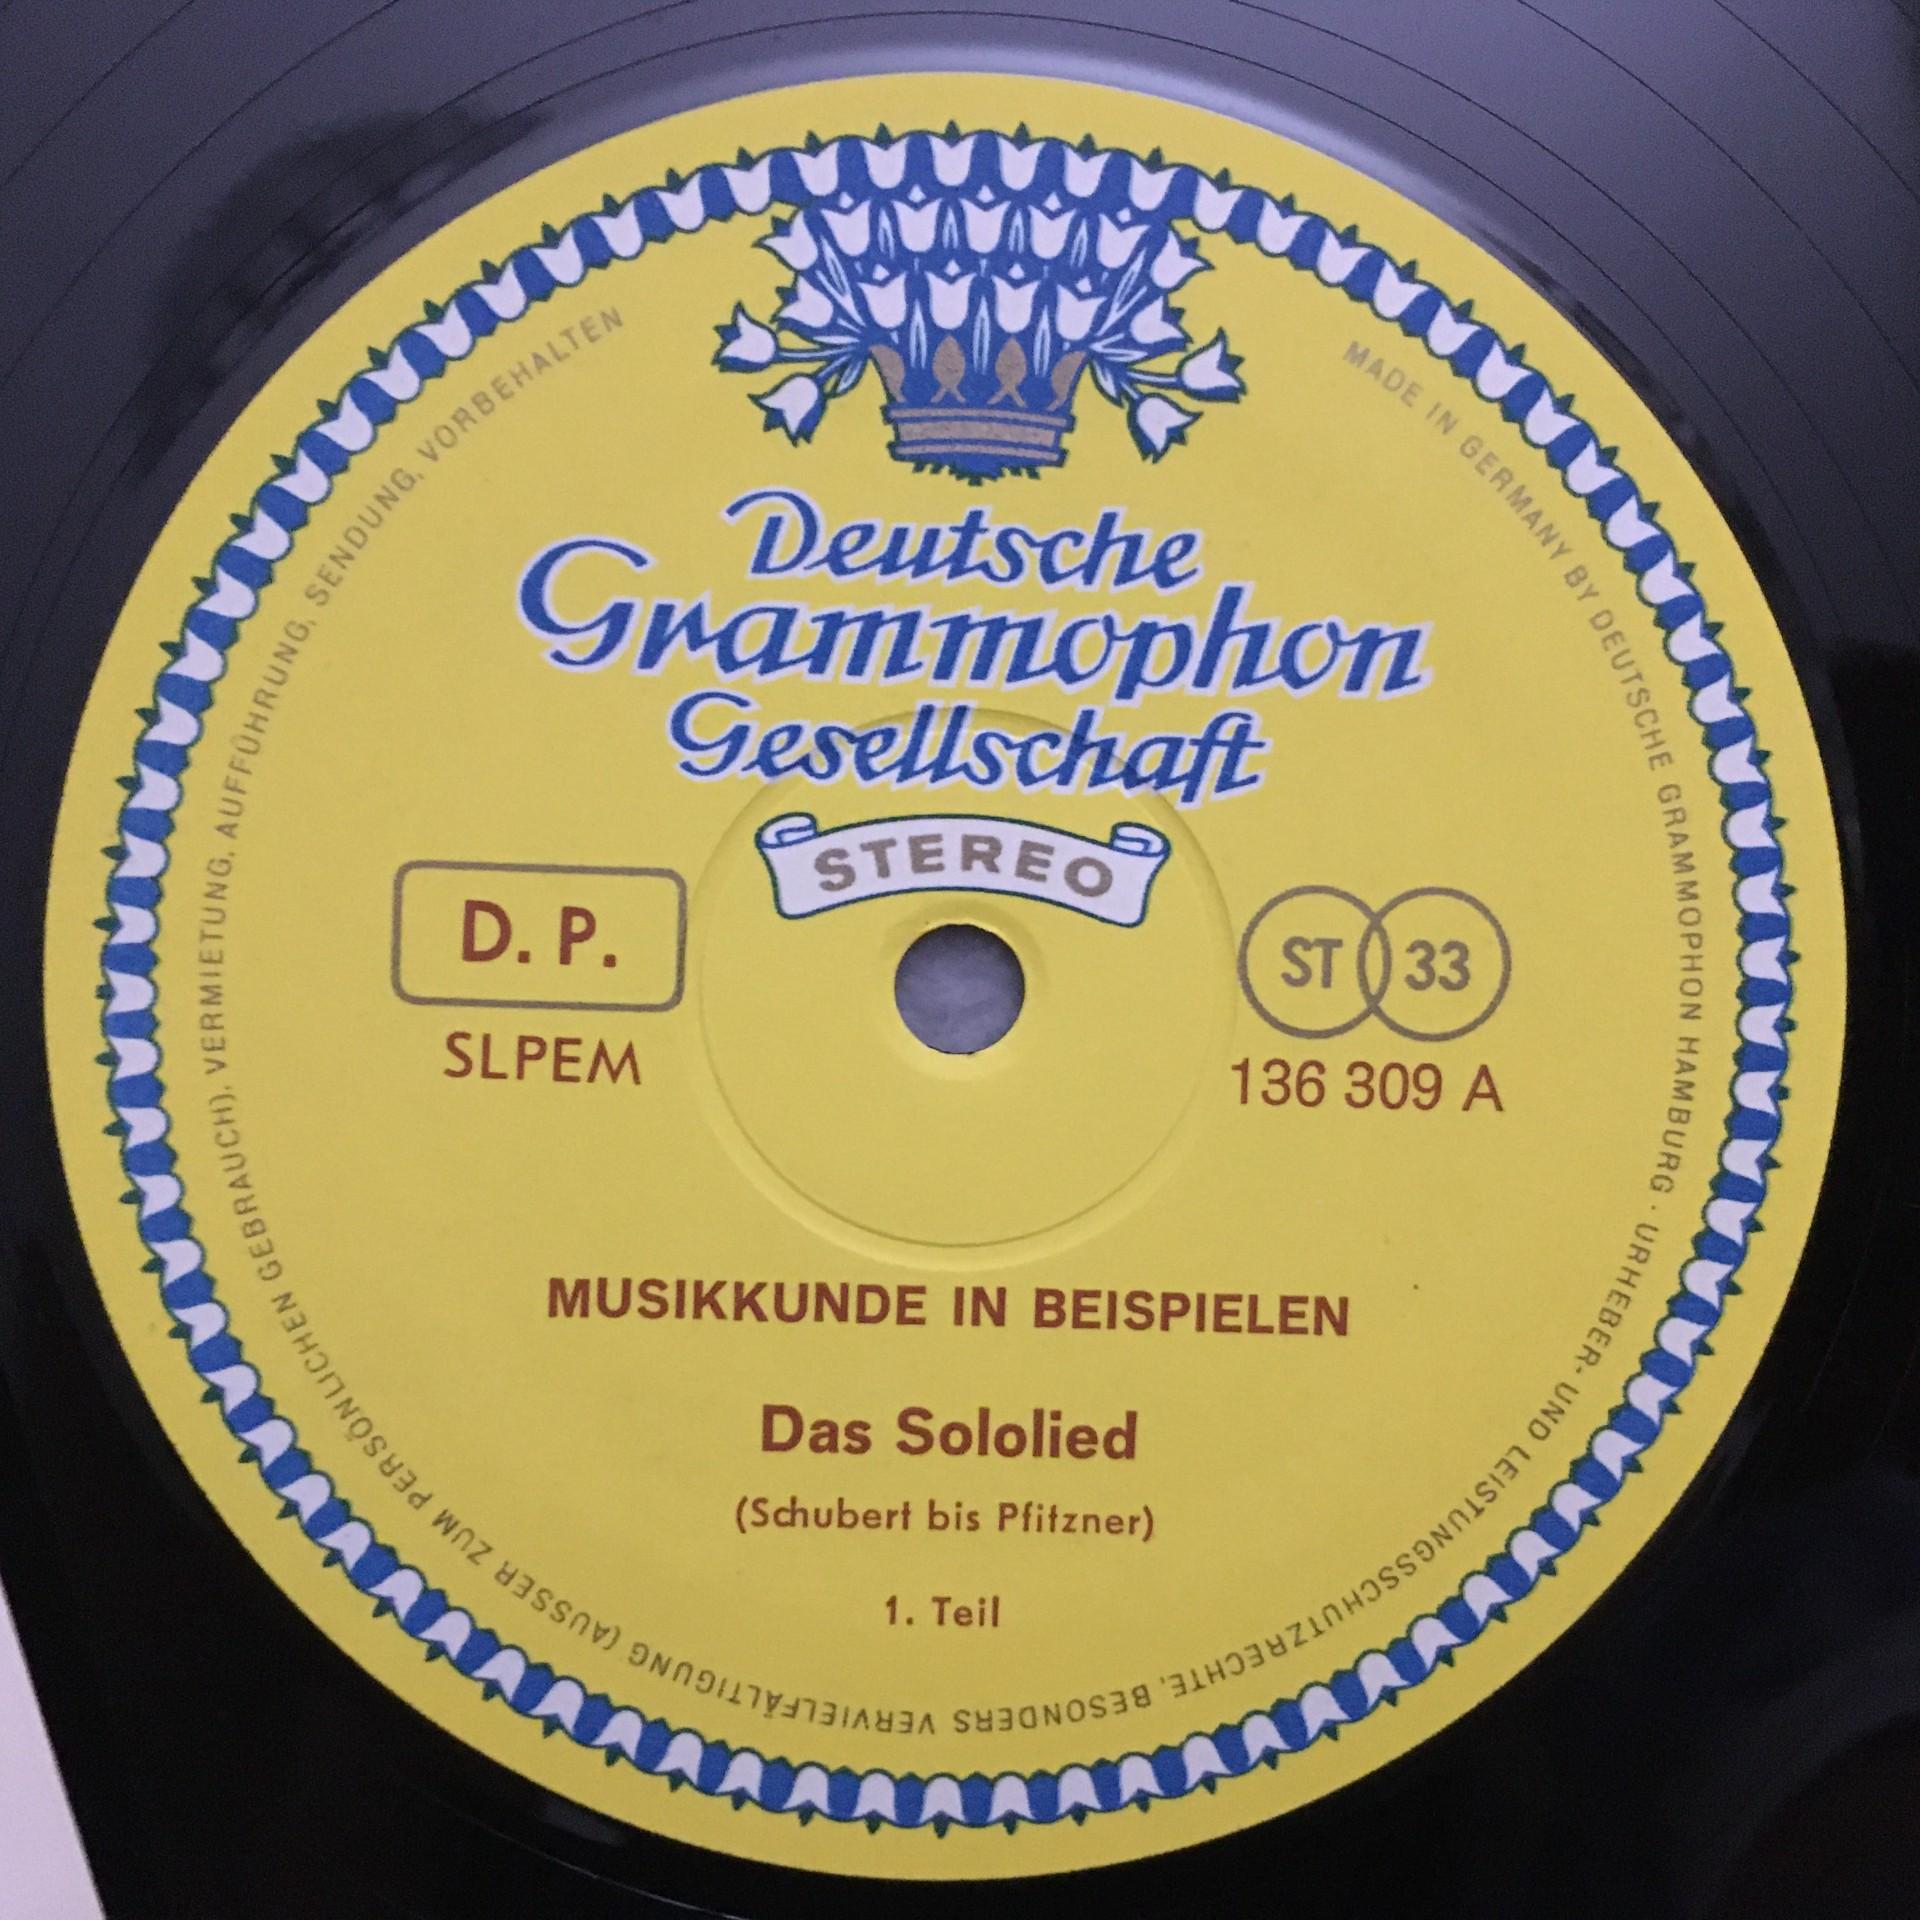 Deutsche
Grammophon
Gesellschaft
STEREO
D. P.
SLPEM
ST 33
136 309 A
MUSIKKUNDE IN BEISPIELEN
Das Sololied
(Schubert bis Pfitzner)
1. Teil
MADE IN GERMANY BY DEUTSCHE GRAMMOPHON HAMBURG · URHEBER- UND LEISTUNGSSCHUTZRECHTE, BESONDERS VERVIELFÄLTIGUNG (AUSSER ZUM PERSÖNLICHEN GEBRAUCH), VERMIETUNG, AUFFÜHRUNG, SENDUNG, VORBEHALTEN